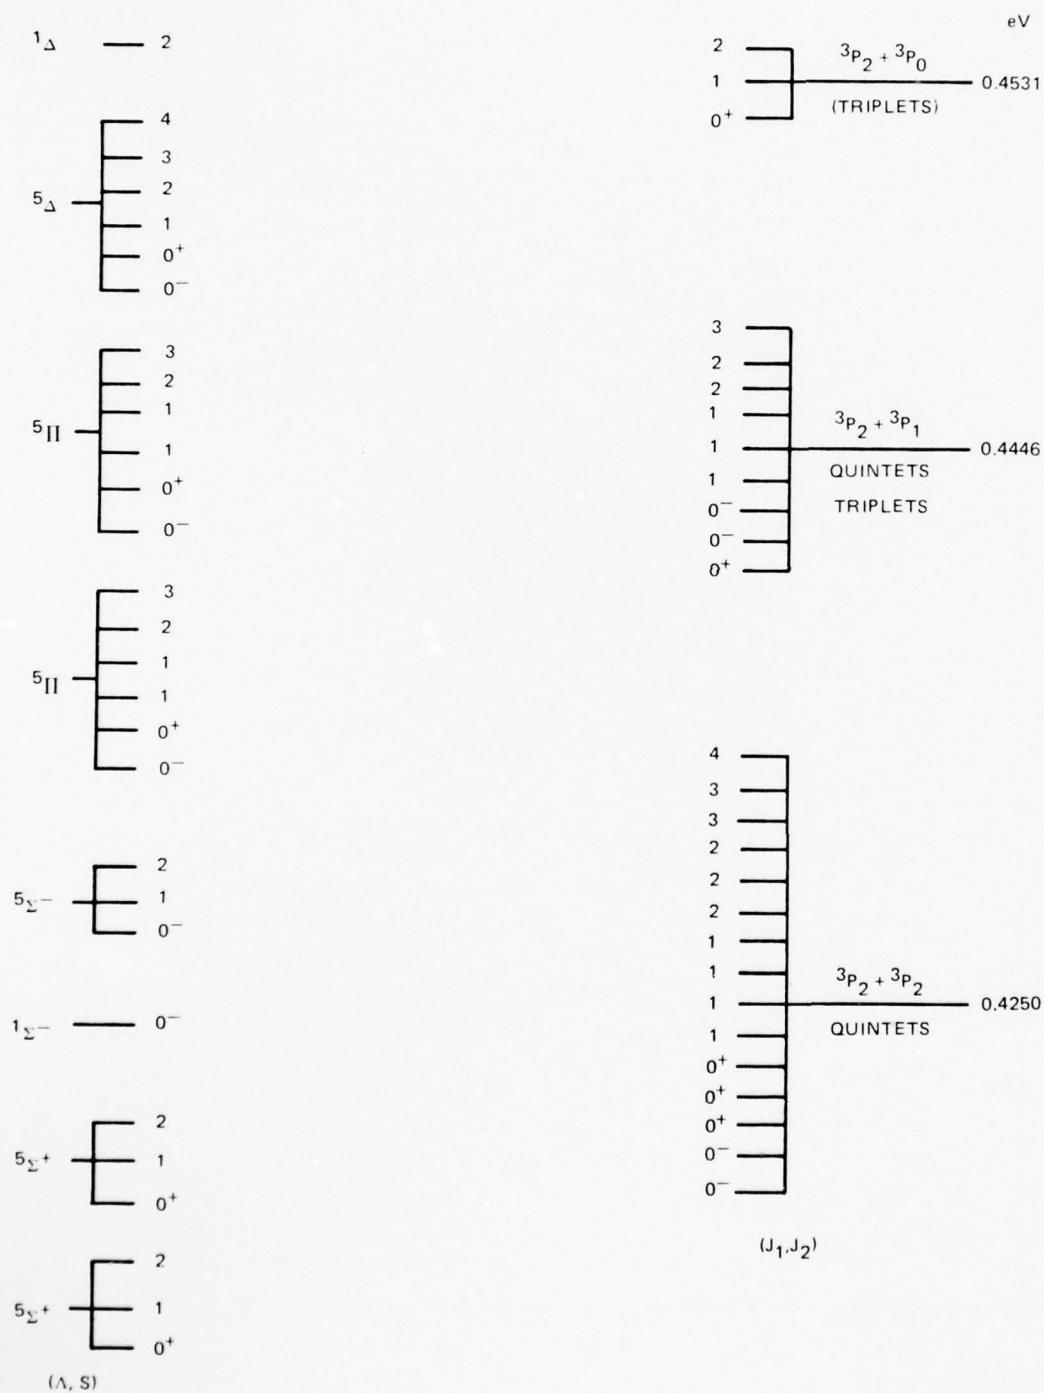 eV
¹Δ 2
5Δ 4
3
2
1
0⁺
0⁻
⁵Π 3
2
1
1
0⁺
0⁻
⁵Π 3
2
1
1
0⁺
0⁻
⁵Σ⁻ 2
1
0⁻
¹Σ⁻ 0⁻
⁵Σ⁺ 2
1
0⁺
⁵Σ⁺ 2
1
0⁺
(Λ, S)
2
1
0⁺
³P₂ + ³P₀
(TRIPLETS)
0.4531
3
2
2
1
1
1
0⁻
0⁻
0⁺
³P₂ + ³P₁
QUINTETS
TRIPLETS
0.4446
4
3
3
2
2
2
1
1
1
1
0⁺
0⁺
0⁺
0⁻
0⁻
³P₂ + ³P₂
QUINTETS
0.4250
(J₁,J₂)